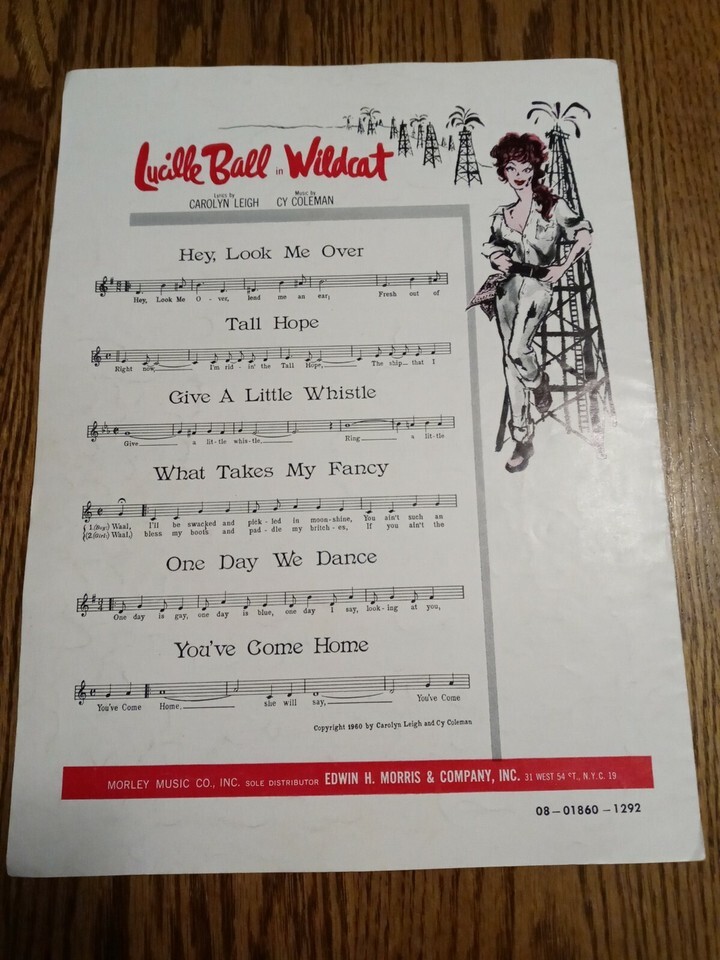 Lucille Ball in Wildcat
Lyrics by Music by
CAROLYN LEIGH CY COLEMAN
Hey, Look Me Over
Hey, Look Me O - ver, lend me an ear; Fresh out of
Tall Hope
Right now, I'm rid - in' the Tall Hope, The ship that I
Give A Little Whistle
Give a lit-tle whis-tle, Ring a lit-tle
What Takes My Fancy
1. Waal, I'll be swacked and pick - led in moon-shine, You ain't such an
2. Waal, bless my boots and pad - dle my britch - es, If you ain't the
One Day We Dance
One day is gay, one day is blue, one day I say, look - ing at you,
You've Come Home
You've Come Home, she will say, You've Come
Copyright 1960 by Carolyn Leigh and Cy Coleman
MORLEY MUSIC CO., INC. SOLE DISTRIBUTOR EDWIN H. MORRIS & COMPANY, INC. 31 WEST 54 ST., N.Y.C. 19
08-01860-1292